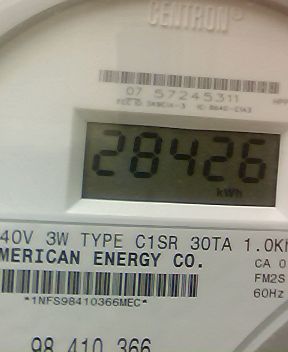 CENTRON®
07 57245311
28426
kWh
40V 3W TYPE C1SR 30TA 1.0Kh
MERICAN ENERGY CO.
CA 0
FM2S
60Hz
*1NFS98410366MEC*
98 410 366